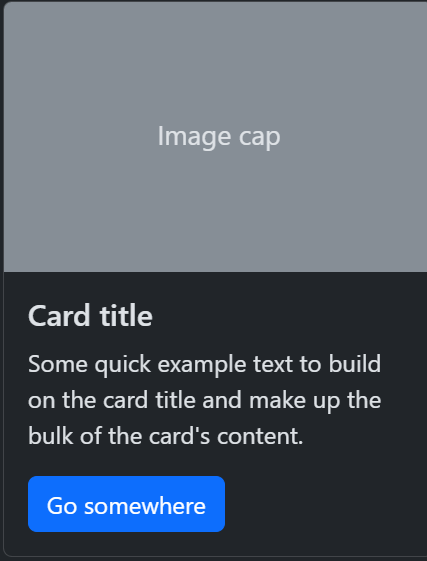 Image cap
Card title
Some quick example text to build
on the card title and make up the
bulk of the card's content.
Go somewhere